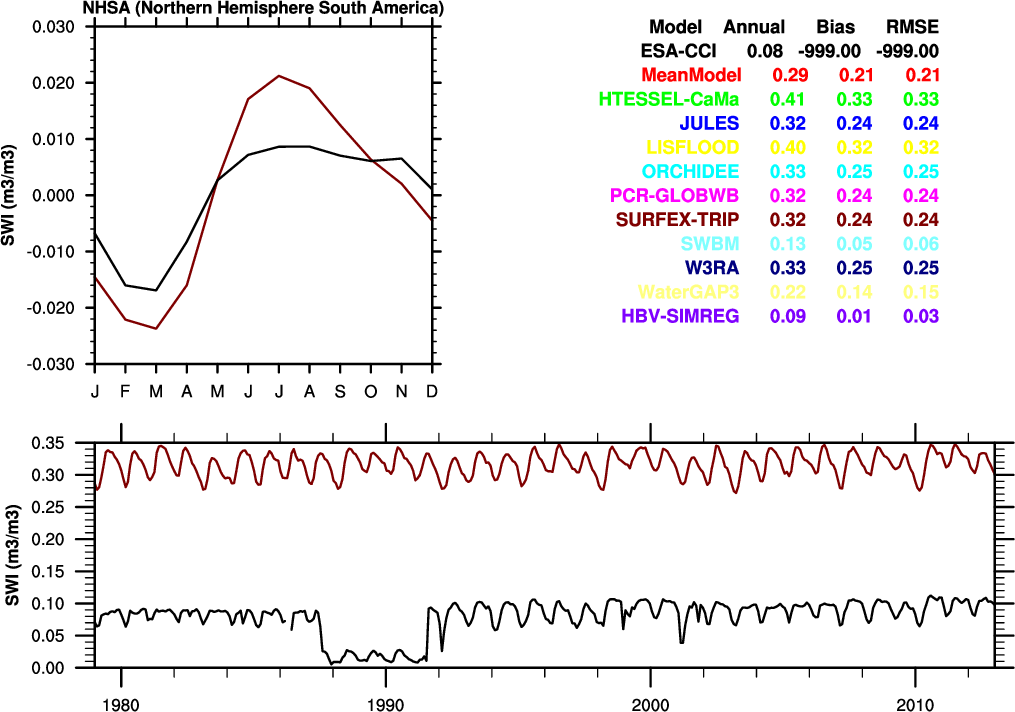 NHSA (Northern Hemisphere South America)
0.030
0.020
0.010
0.000
-0.010
-0.020
-0.030
SWI (m3/m3)
J F M A M J J A S O N D
Model Annual Bias RMSE
ESA-CCI 0.08 -999.00 -999.00
MeanModel 0.29 0.21 0.21
HTESSEL-CaMa 0.41 0.33 0.33
JULES 0.32 0.24 0.24
LISFLOOD 0.40 0.32 0.32
ORCHIDEE 0.33 0.25 0.25
PCR-GLOBWB 0.32 0.24 0.24
SURFEX-TRIP 0.32 0.24 0.24
SWBM 0.13 0.05 0.06
W3RA 0.33 0.25 0.25
WaterGAP3 0.22 0.14 0.15
HBV-SIMREG 0.09 0.01 0.03
0.35
0.30
0.25
0.20
0.15
0.10
0.05
0.00
SWI (m3/m3)
1980 1990 2000 2010